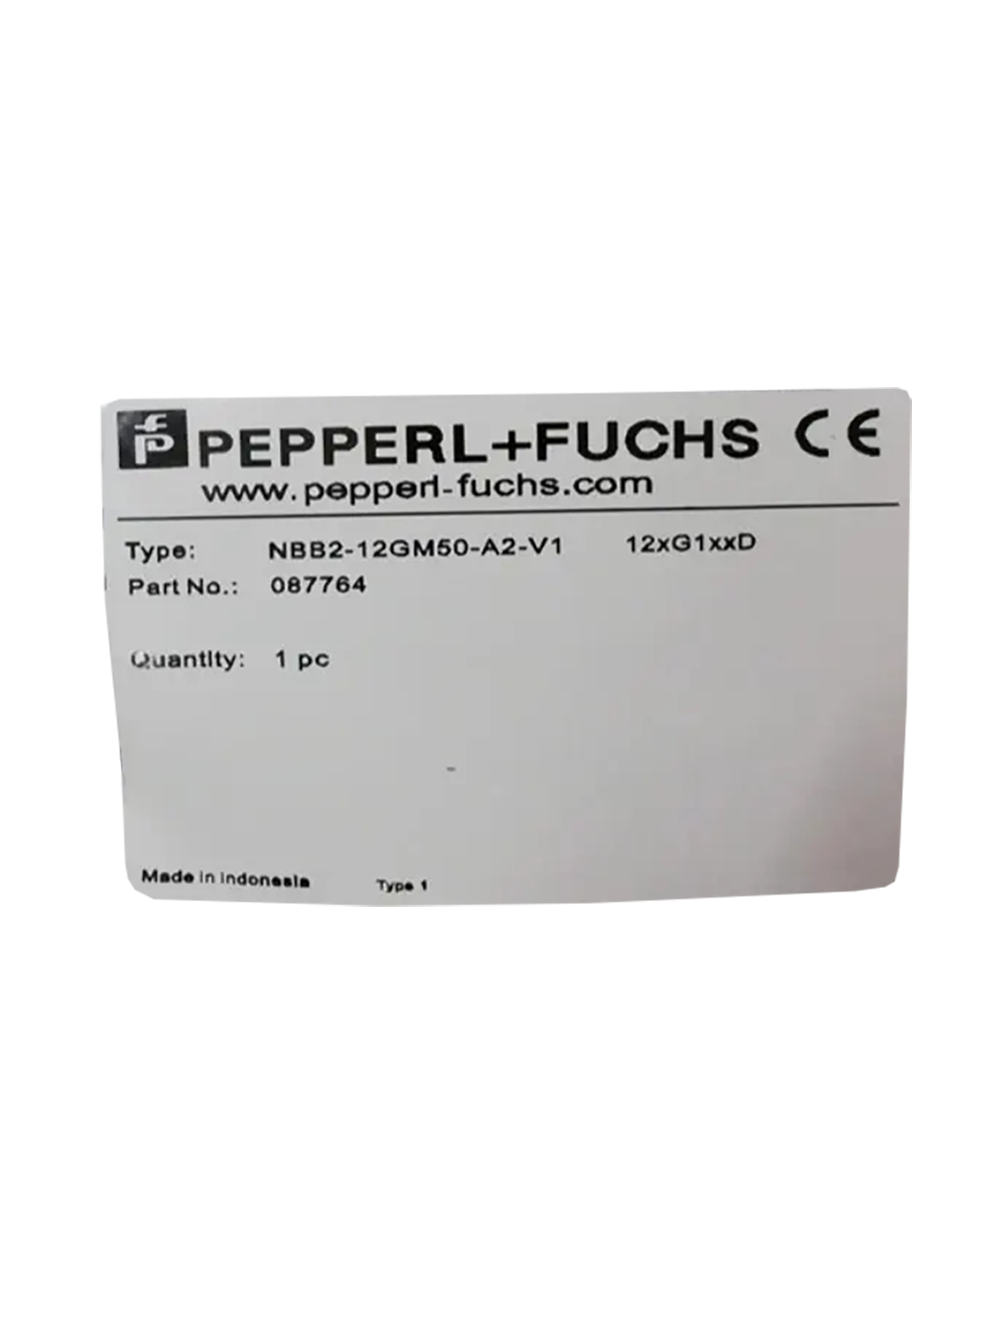 fp PEPPERL+FUCHS CE
www.pepperl-fuchs.com
Type: NBB2-12GM50-A2-V1 12xG1xxD
Part No.: 087764
Quantity: 1 pc
Made in Indonesia Type 1